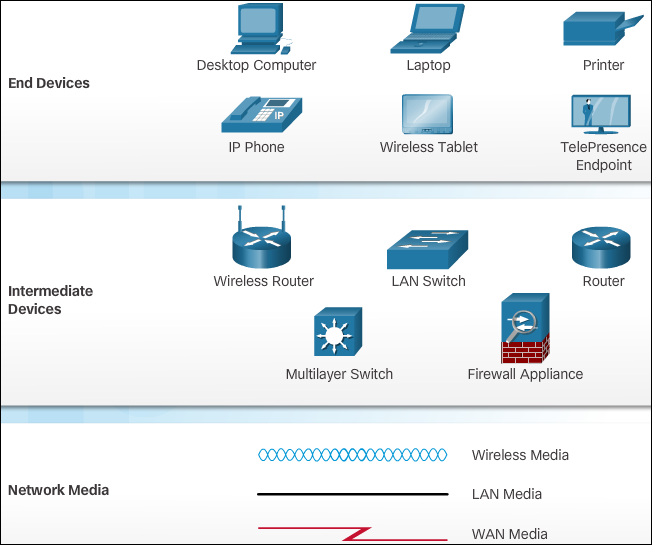 End Devices
Desktop Computer
Laptop
Printer
IP
IP Phone
Wireless Tablet
TelePresence
Endpoint
Intermediate
Devices
Wireless Router
LAN Switch
Router
Multilayer Switch
Firewall Appliance
Network Media
Wireless Media
LAN Media
WAN Media